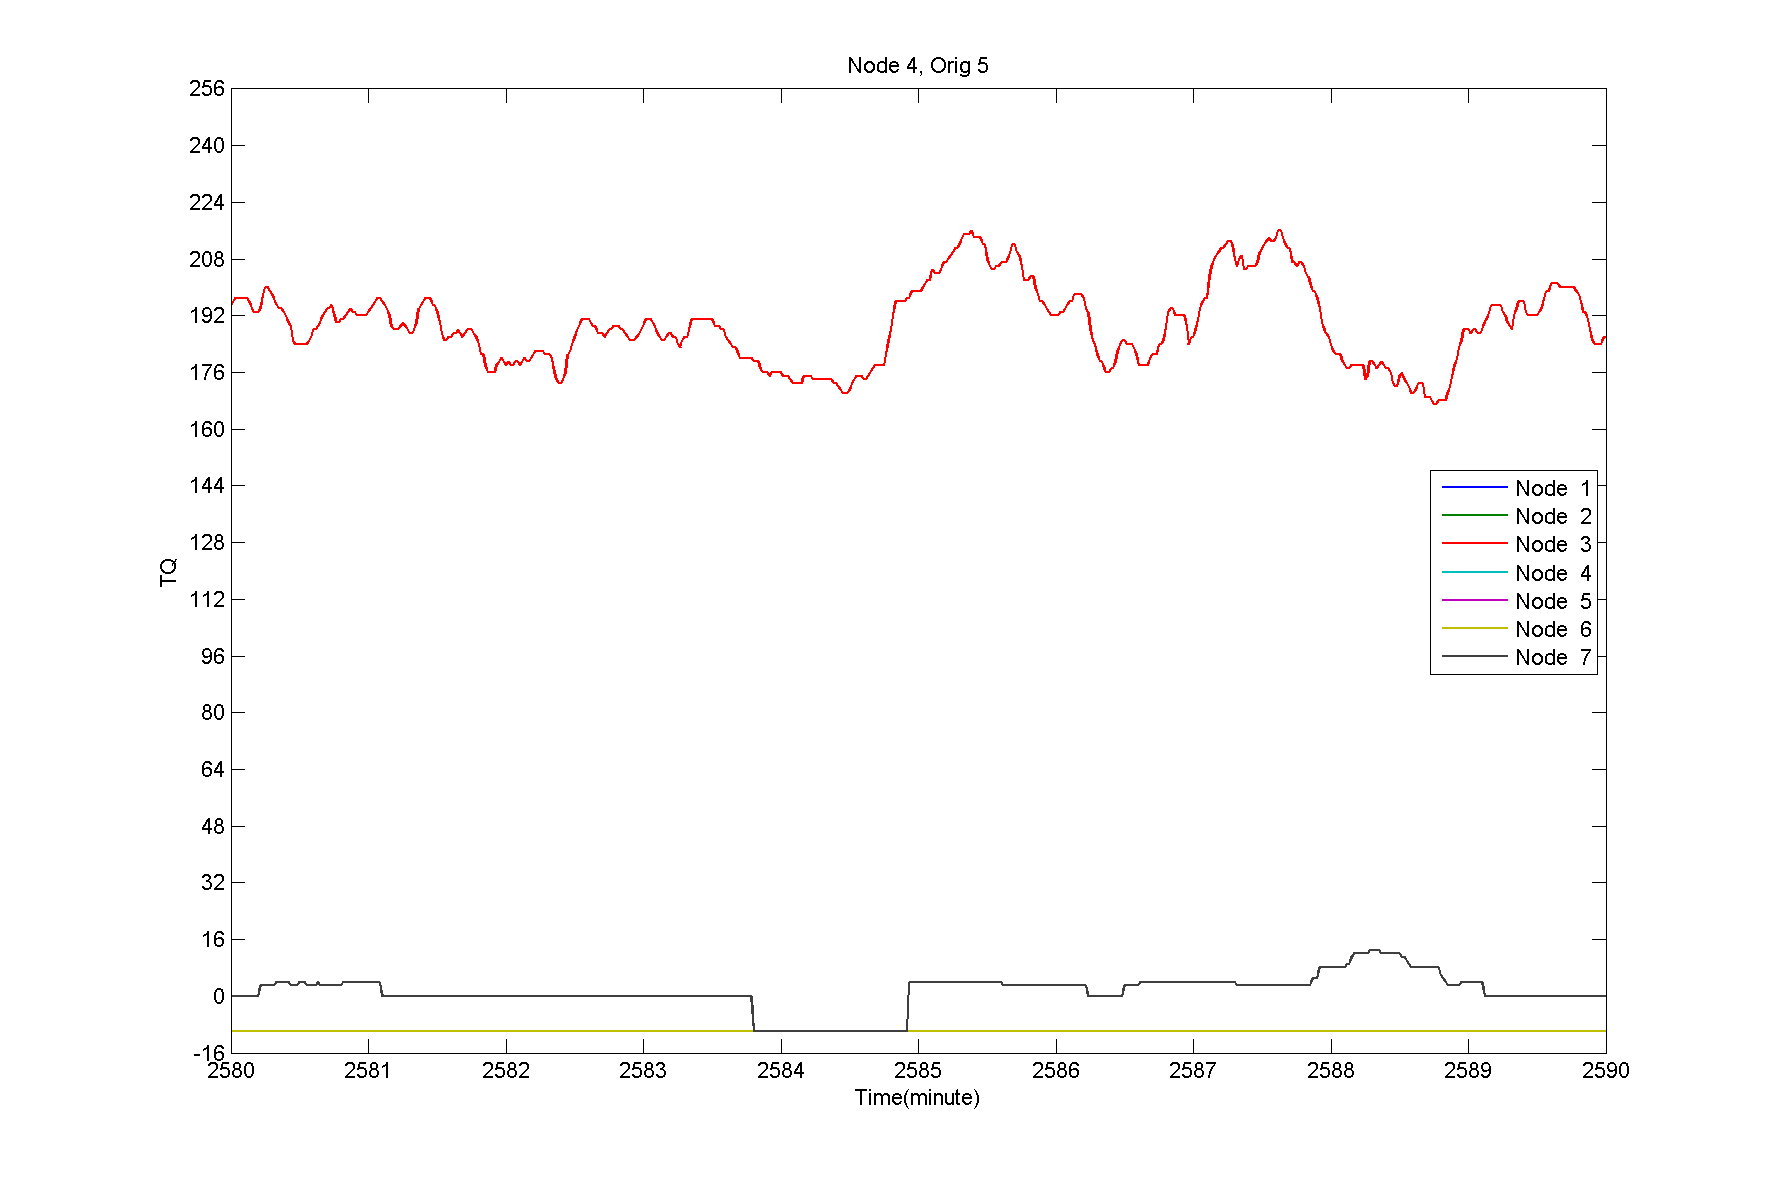 Node 4, Orig 5
256
240
224
208
192
176
160
144
128
112
96
80
64
48
32
16
0
-16
TQ
Node 1
Node 2
Node 3
Node 4
Node 5
Node 6
Node 7
2580 2581 2582 2583 2584 2585 2586 2587 2588 2589 2590
Time(minute)